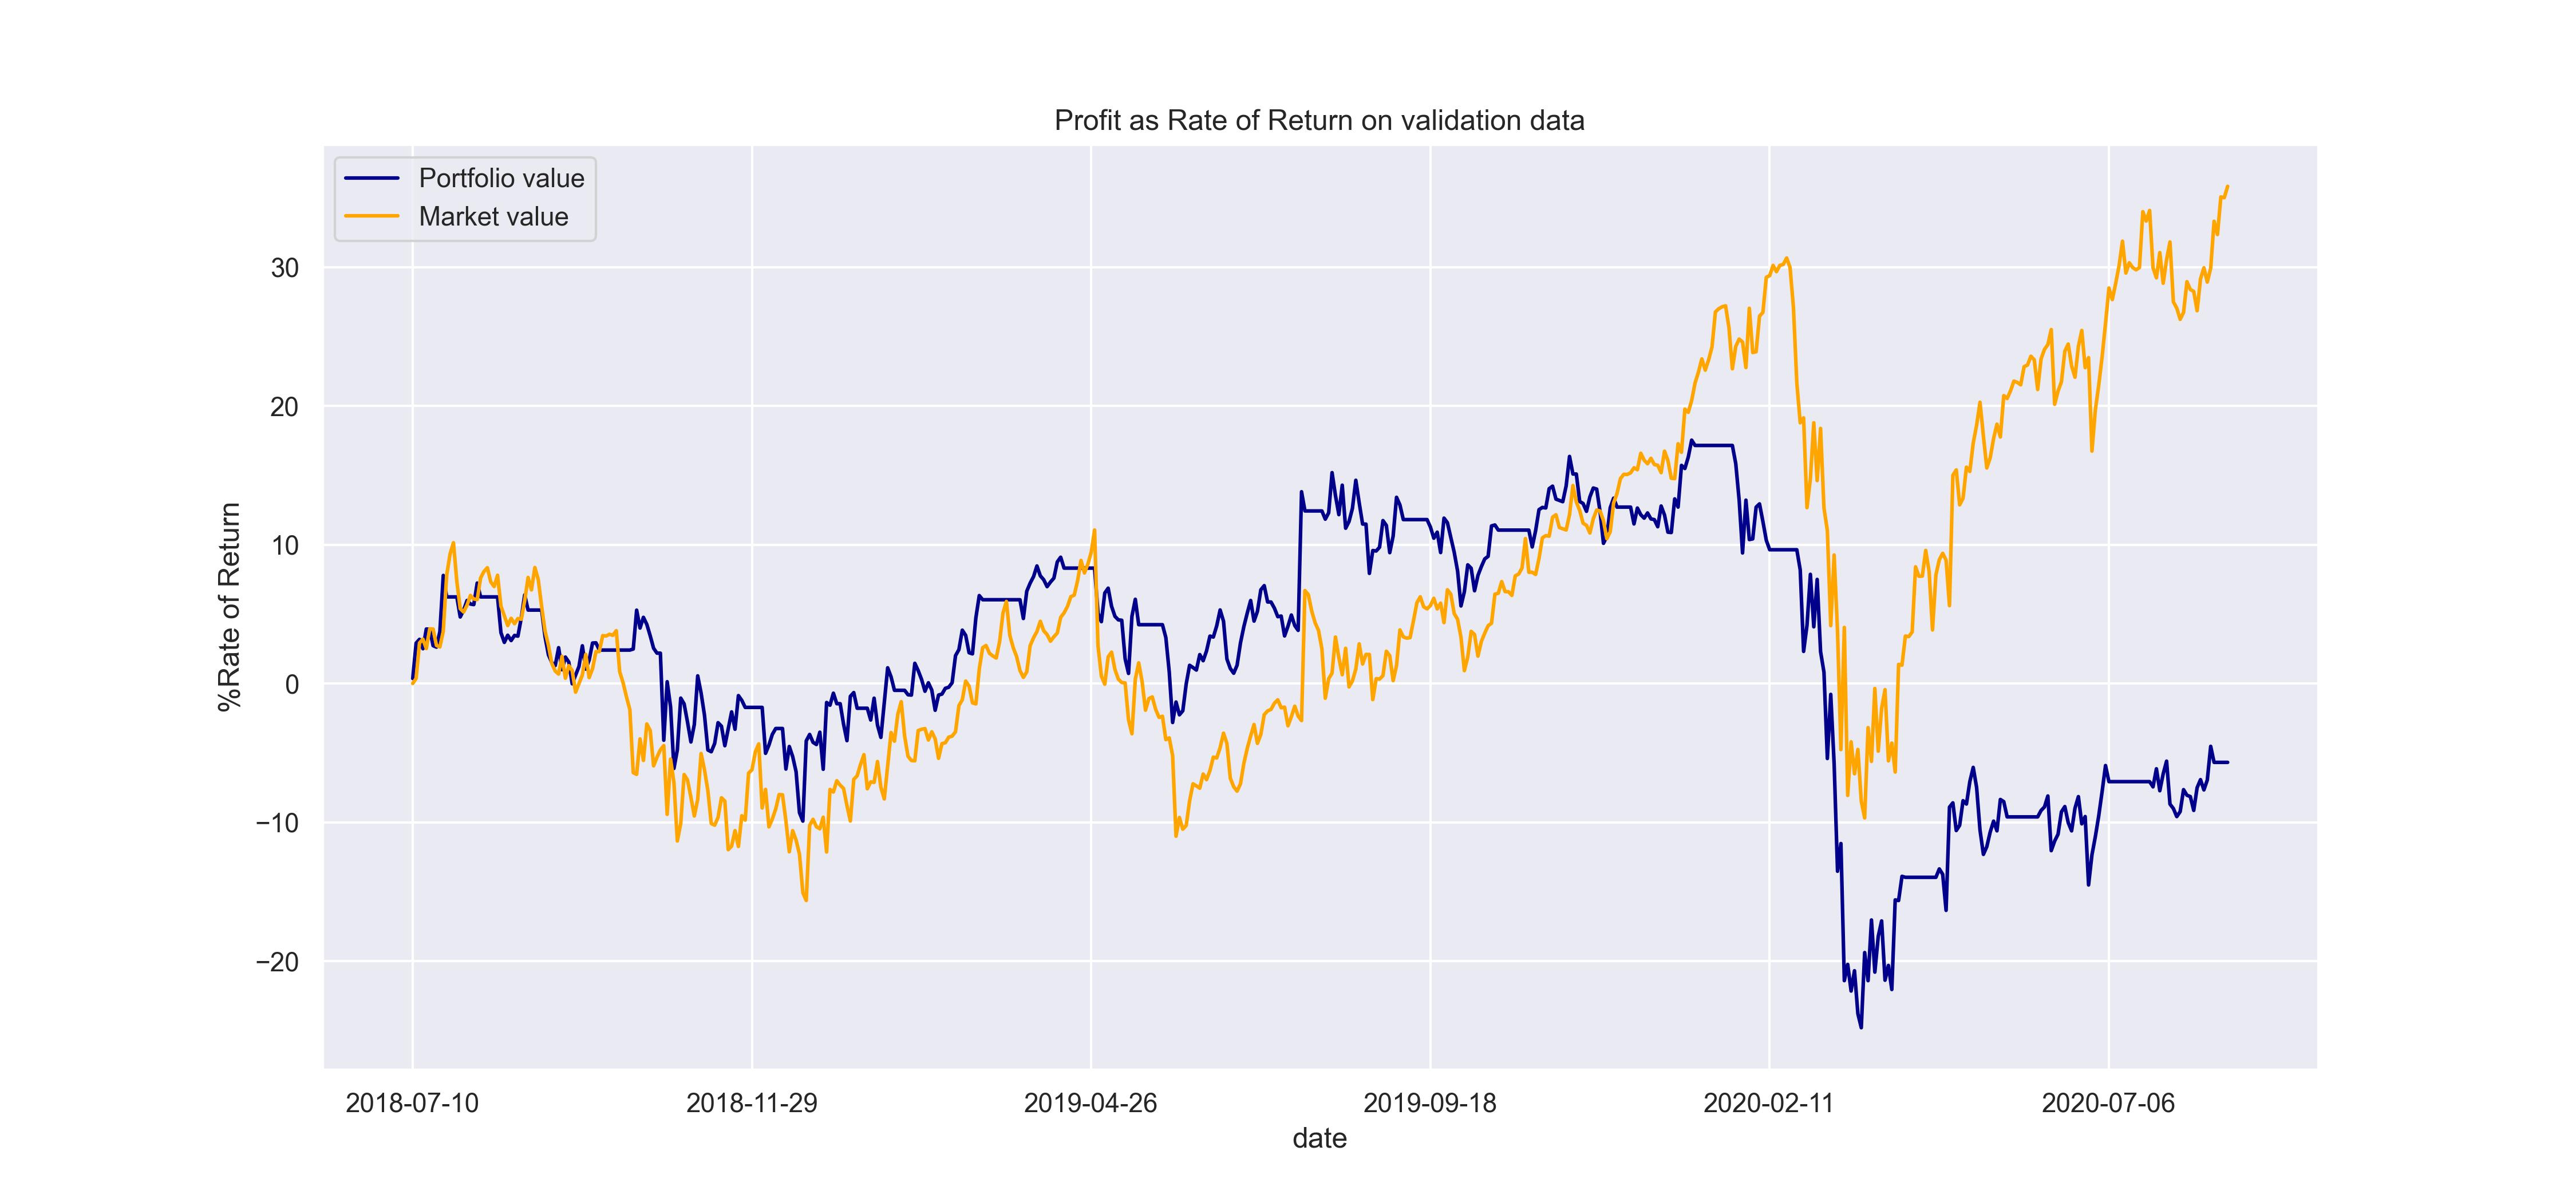 Profit as Rate of Return on validation data
Portfolio value
Market value
%Rate of Return
30
20
10
0
−10
−20
2018-07-10
2018-11-29
2019-04-26
2019-09-18
2020-02-11
2020-07-06
date